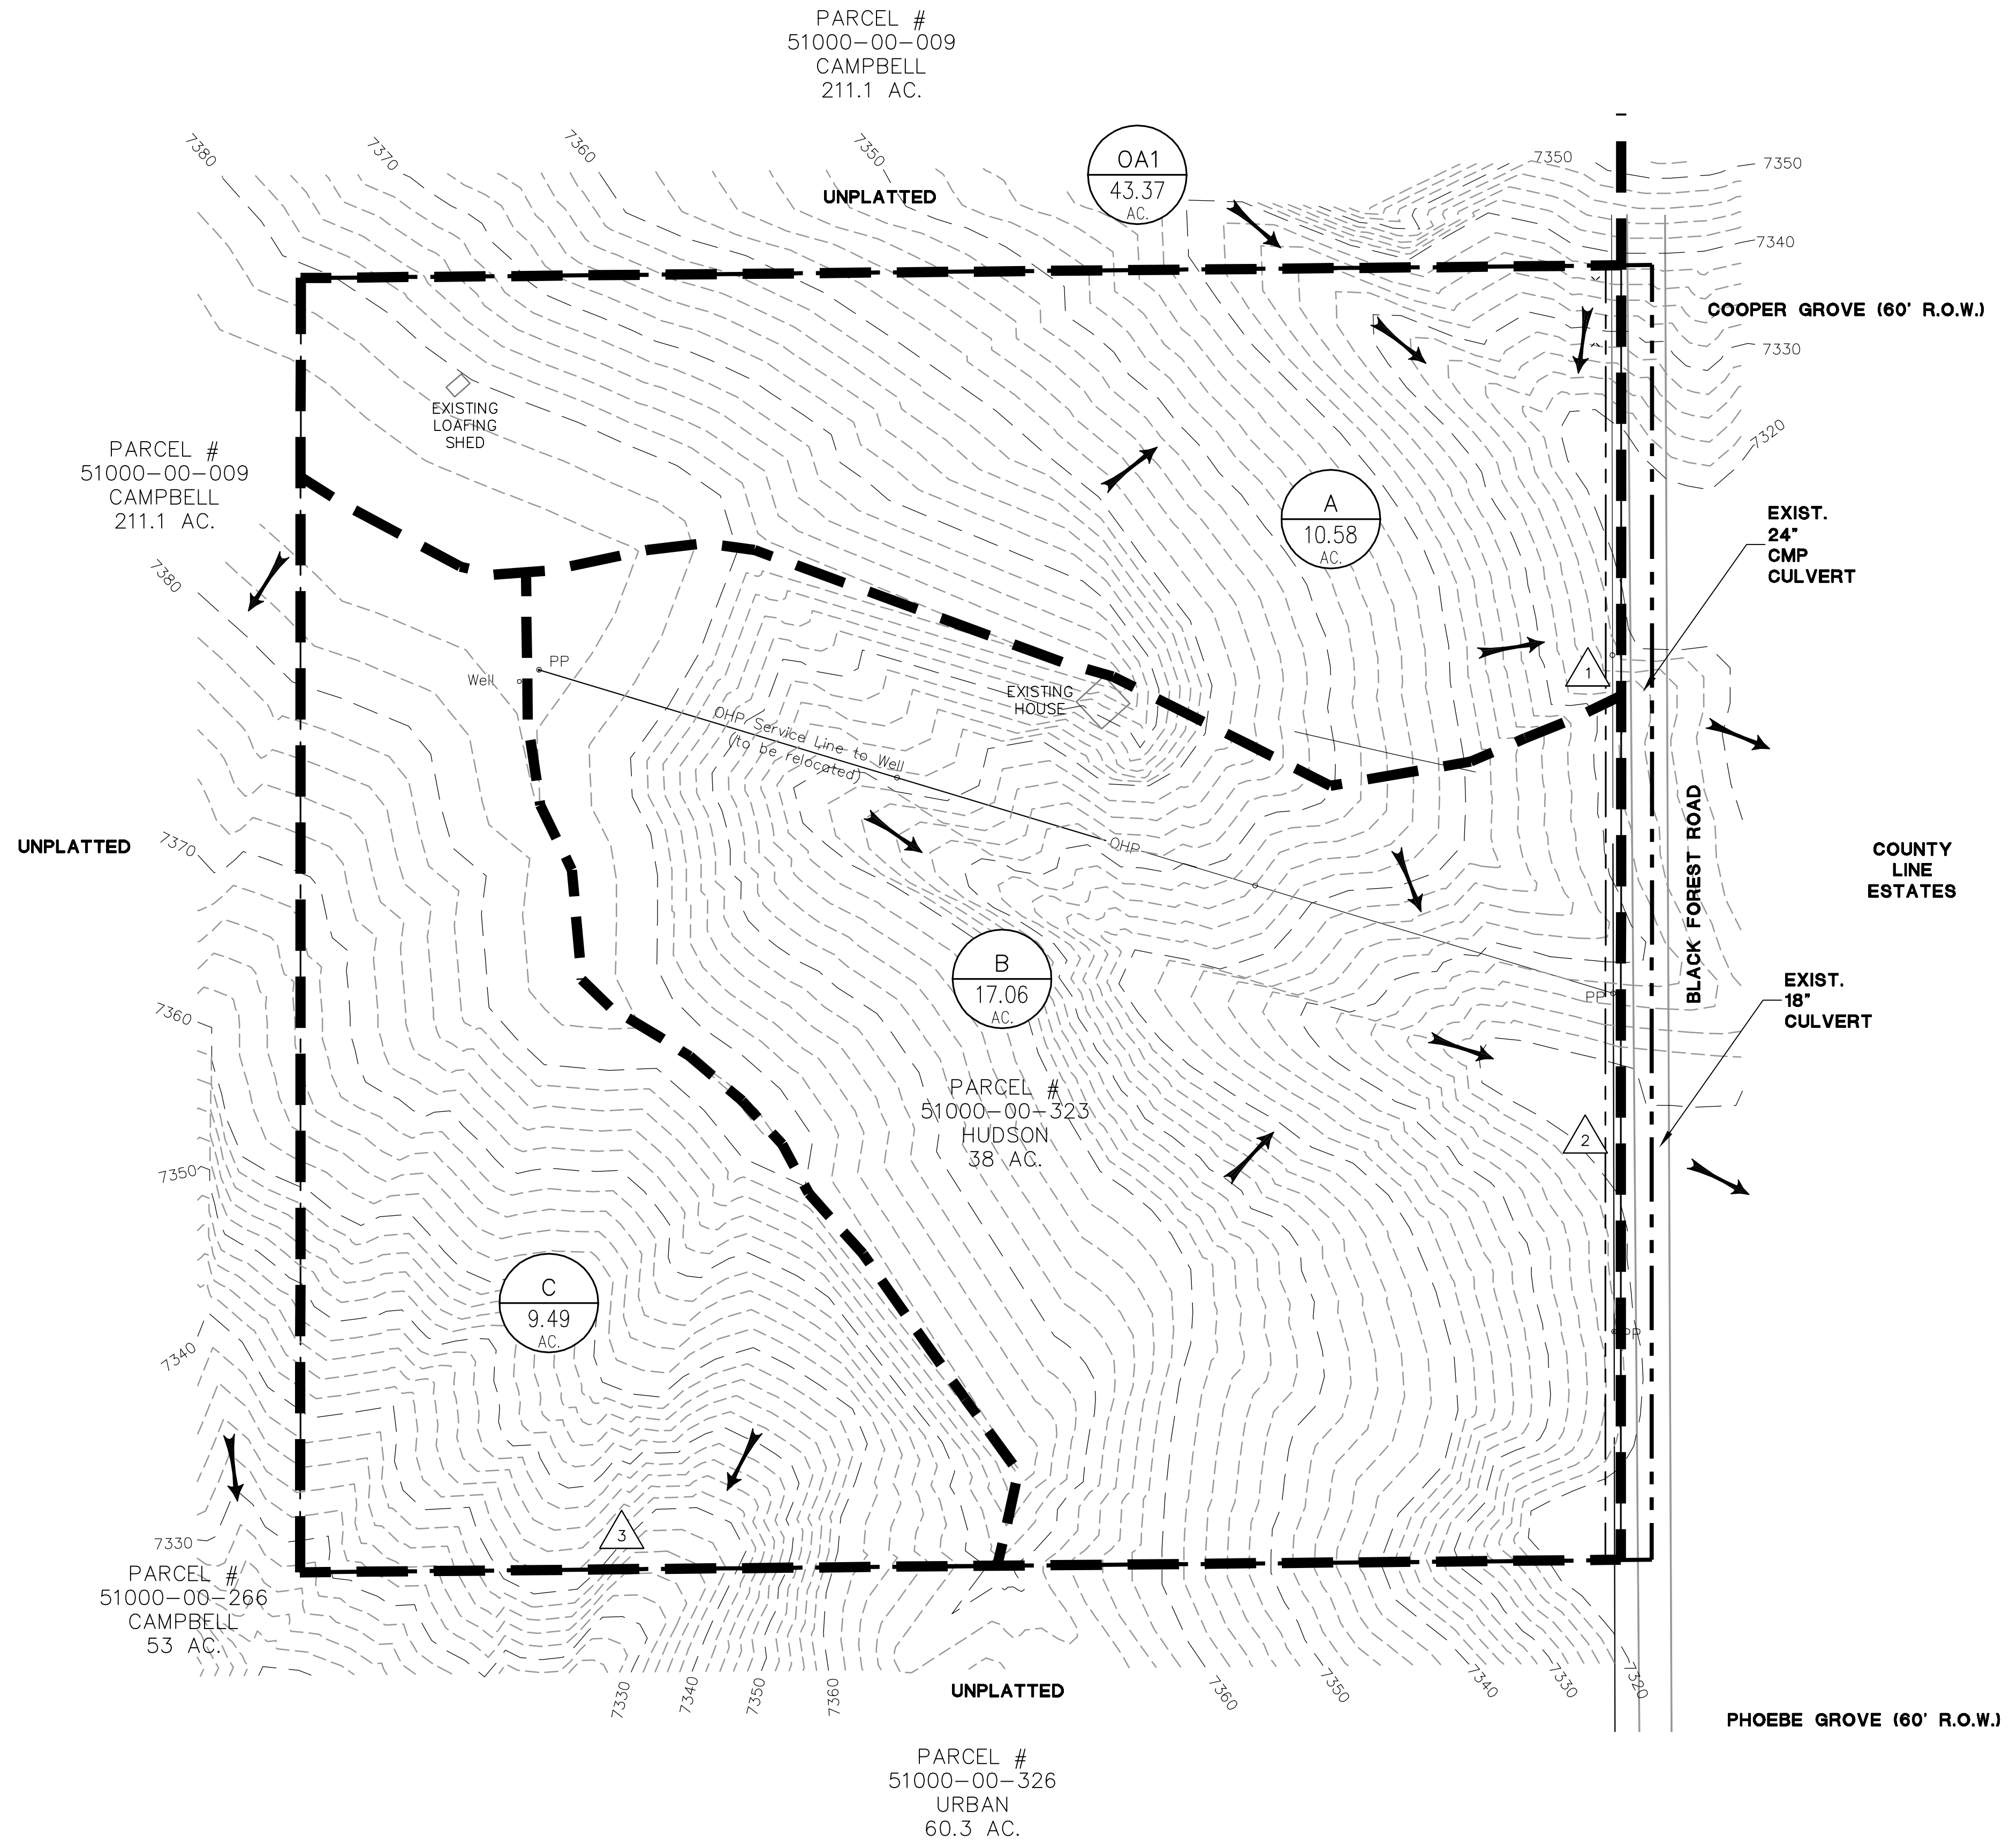 PARCEL #
51000-00-009
CAMPBELL
211.1 AC.
7380
7370
7360
7350
UNPLATTED
OA1
43.37
AC.
7350
7350
7340
COOPER GROVE (60' R.O.W.)
7330
7320
EXISTING
LOAFING
SHED
PARCEL #
51000-00-009
CAMPBELL
211.1 AC.
A
10.58
AC.
EXIST.
24"
CMP
CULVERT
7380
PP
Well
1
EXISTING
HOUSE
OHP/Service Line to Well
(to be relocated)
OHP
UNPLATTED
7370
BLACK FOREST ROAD
COUNTY
LINE
ESTATES
B
17.06
AC.
PP
EXIST.
18"
CULVERT
7360
PARCEL #
51000-00-323
HUDSON
38 AC.
2
7350
C
9.49
AC.
PP
7340
3
7330
PARCEL #
51000-00-266
CAMPBELL
53 AC.
7330
7340
7350
7360
UNPLATTED
7360
7350
7340
7330
7320
PHOEBE GROVE (60' R.O.W.)
PARCEL #
51000-00-326
URBAN
60.3 AC.